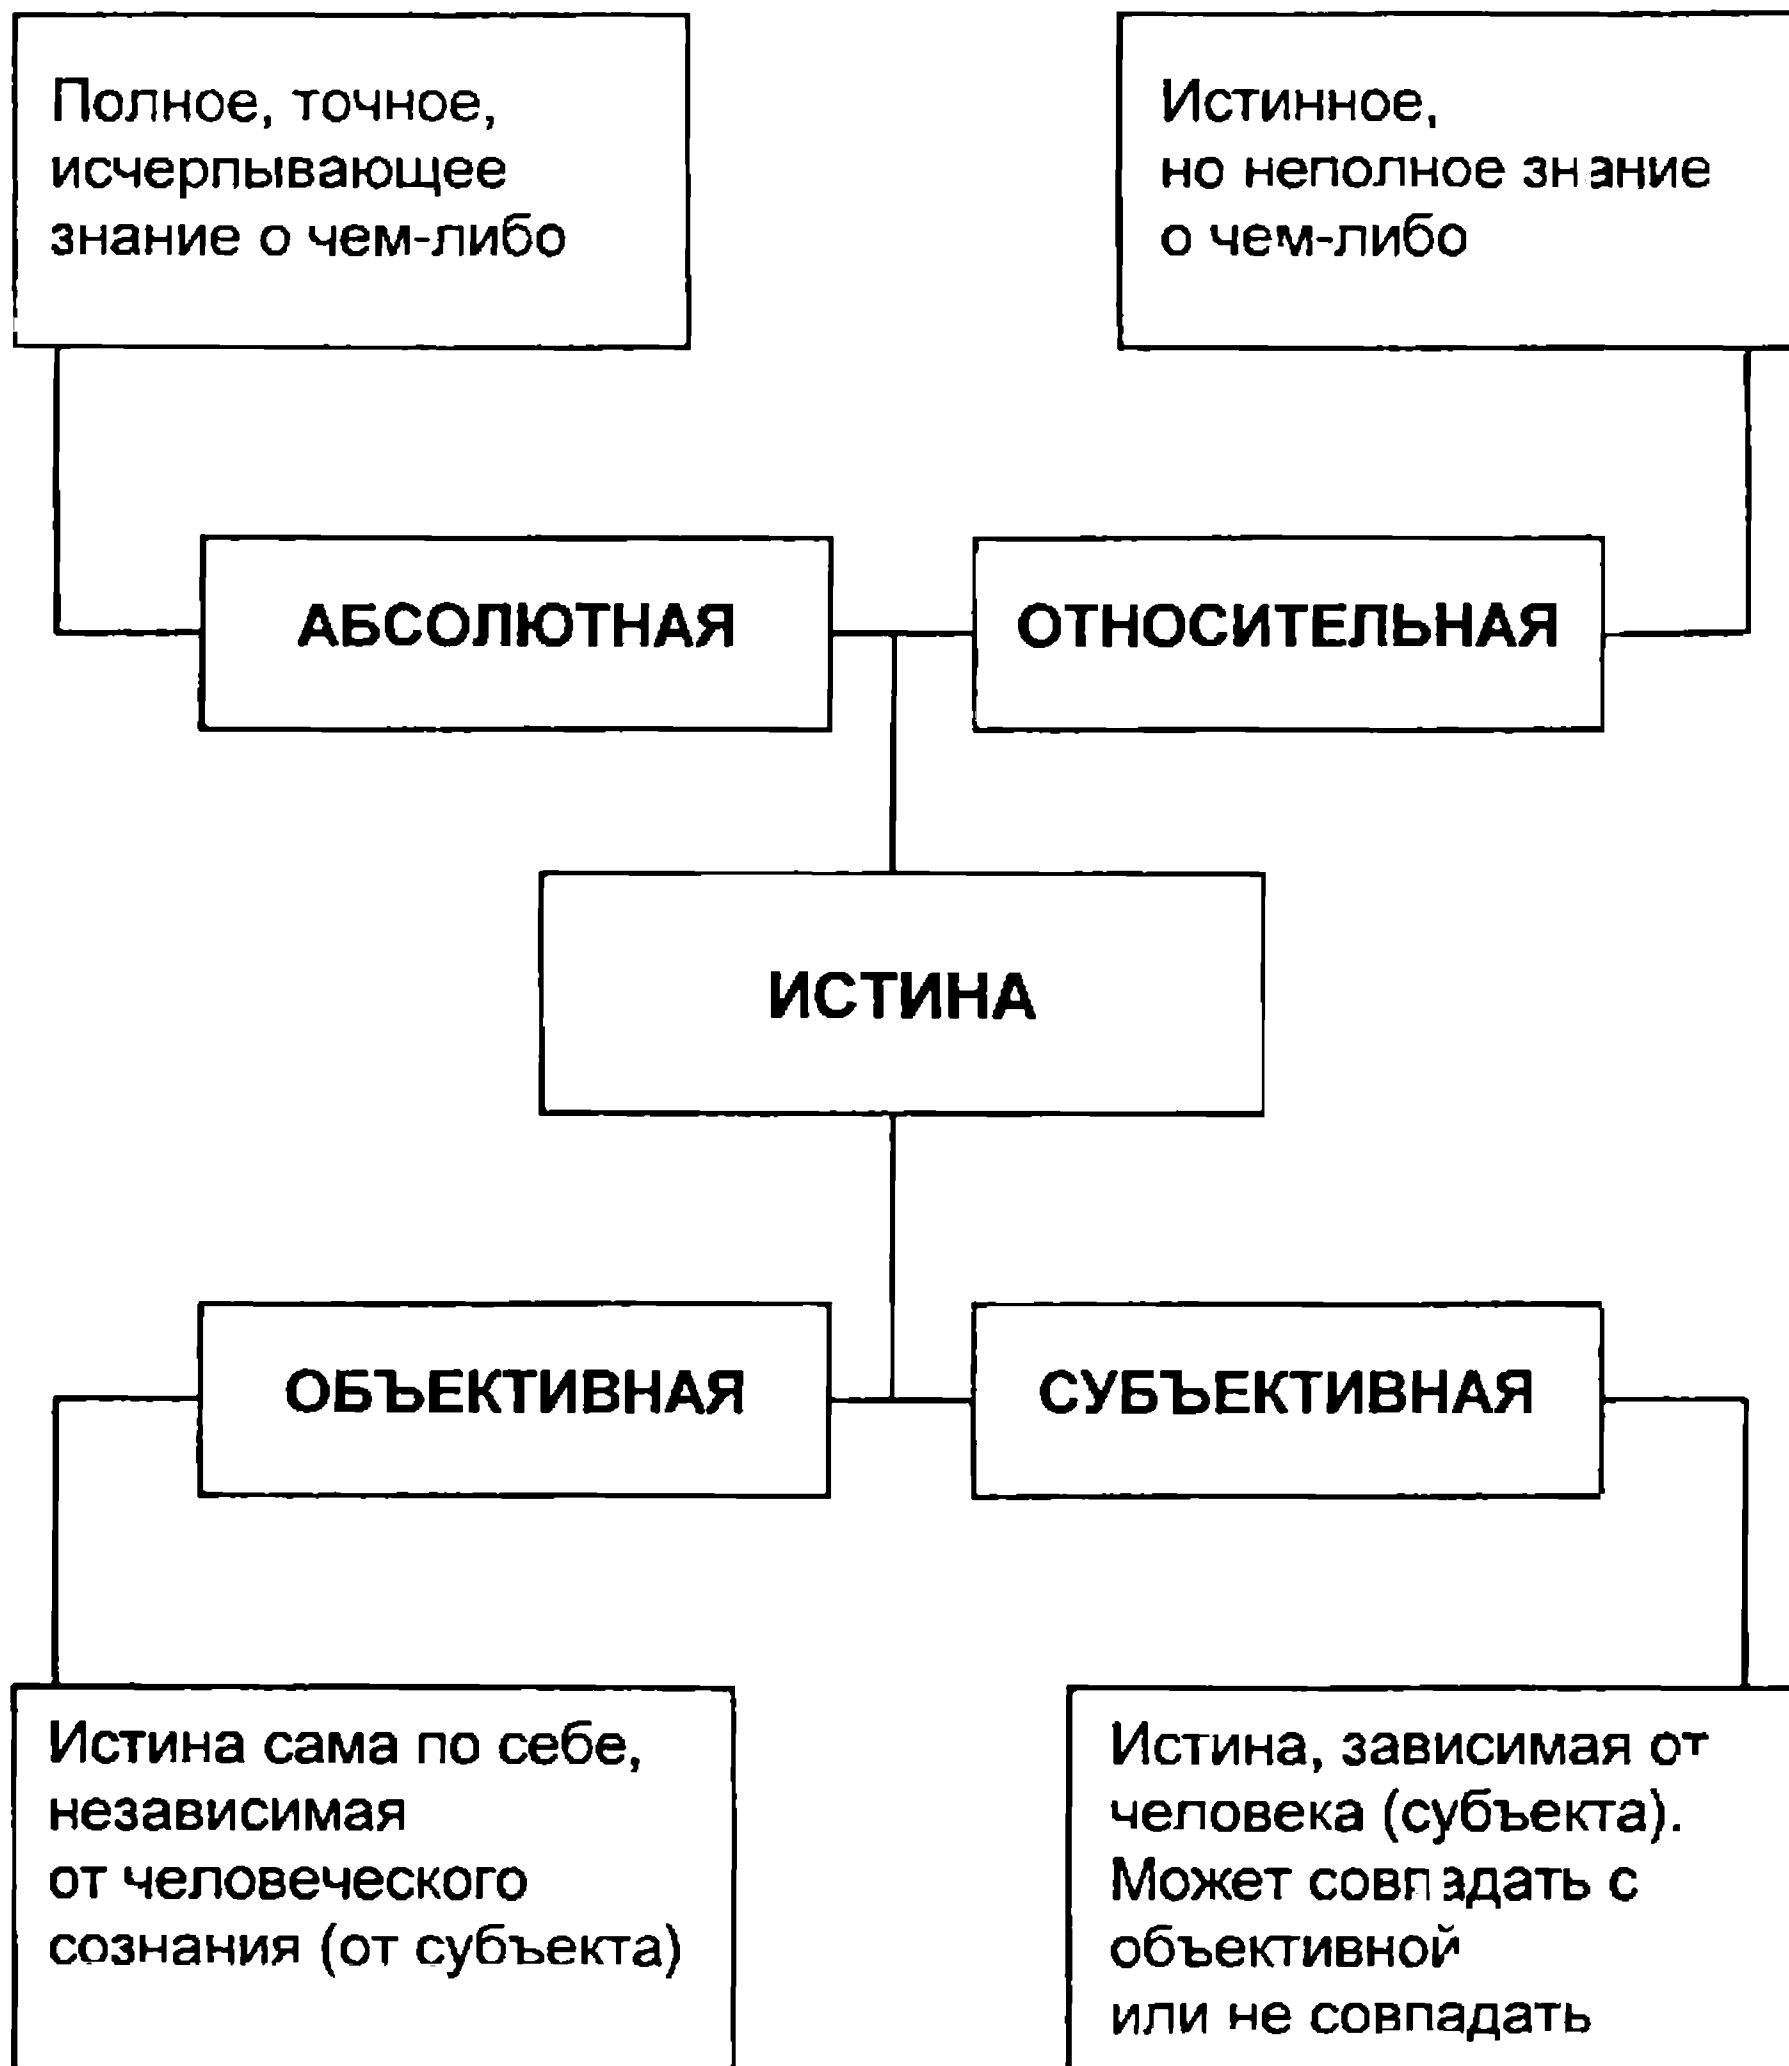 Полное, точное,
исчерпывающее
знание о чем-либо
Истинное,
но неполное знание
о чем-либо
АБСОЛЮТНАЯ
ОТНОСИТЕЛЬНАЯ
ИСТИНА
ОБЪЕКТИВНАЯ
СУБЪЕКТИВНАЯ
Истина сама по себе,
независимая
от человеческого
сознания (от субъекта)
Истина, зависимая от
человека (субъекта).
Может совпадать с
объективной
или не совпадать